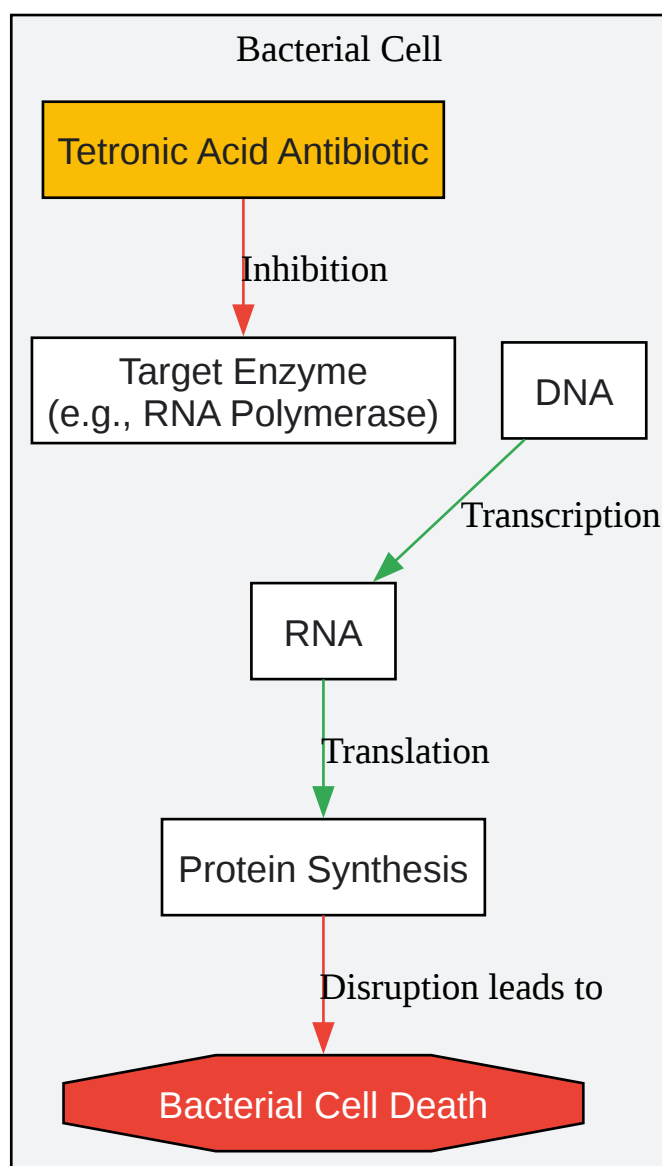 Bacterial Cell
Tetronic Acid Antibiotic
Inhibition
Target Enzyme
(e.g., RNA Polymerase)
DNA
Transcription
RNA
Translation
Protein Synthesis
Disruption leads to
Bacterial Cell Death